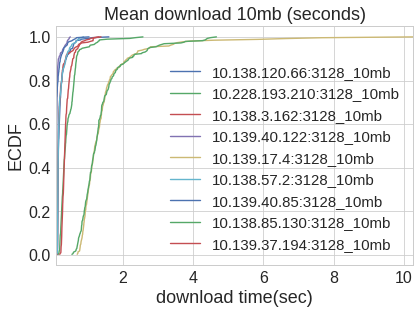 Mean download 10mb (seconds)
1.0
0.8
0.6
0.4
0.2
0.0
ECDF
10.138.120.66:3128_10mb
10.228.193.210:3128_10mb
10.138.3.162:3128_10mb
10.139.40.122:3128_10mb
10.139.17.4:3128_10mb
10.138.57.2:3128_10mb
10.139.40.85:3128_10mb
10.138.85.130:3128_10mb
10.139.37.194:3128_10mb
2 4 6 8 10
download time(sec)